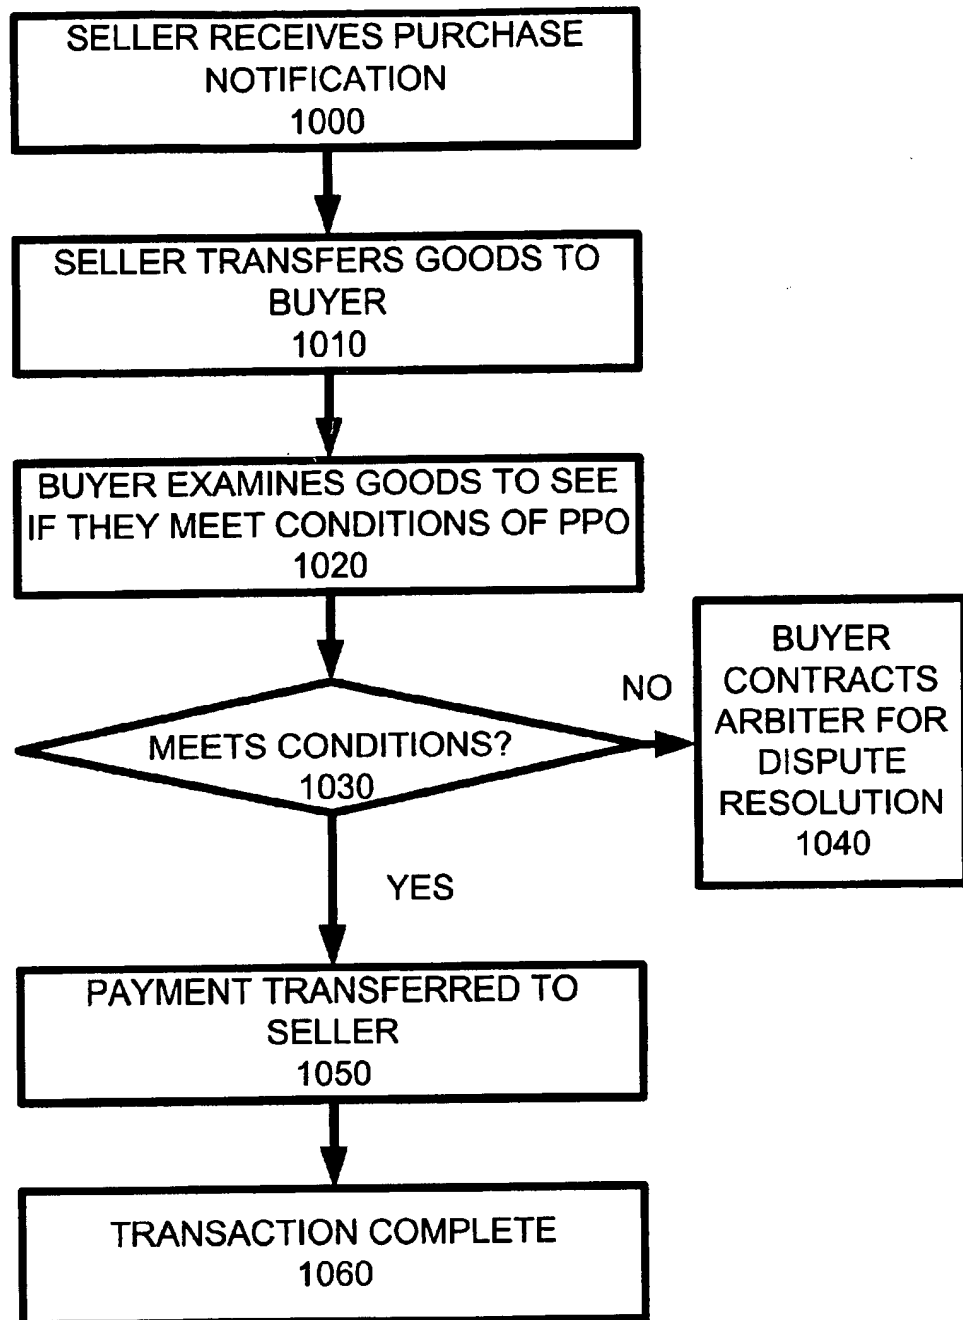 SELLER RECEIVES PURCHASE
NOTIFICATION
1000
SELLER TRANSFERS GOODS TO
BUYER
1010
BUYER EXAMINES GOODS TO SEE
IF THEY MEET CONDITIONS OF PPO
1020
MEETS CONDITIONS?
1030
NO
BUYER
CONTRACTS
ARBITER FOR
DISPUTE
RESOLUTION
1040
YES
PAYMENT TRANSFERRED TO
SELLER
1050
TRANSACTION COMPLETE
1060